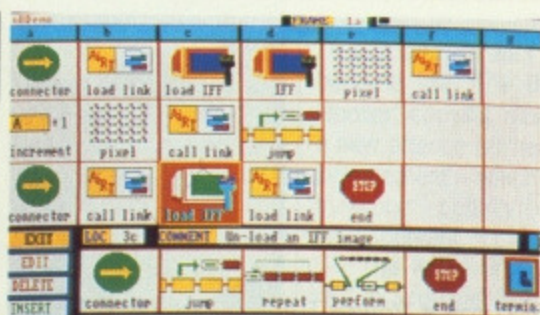 FRAME 1a
a b c d e f g
connector load link load IFF IFF pixel call link
A +1
increment pixel call link jump
STOP
connector call link load IFF load link end
EXIT LOC 3c COMMENT Un-load an IFF image
EDIT
DELETE
INSERT
STOP
connector jump repeat perform end termin